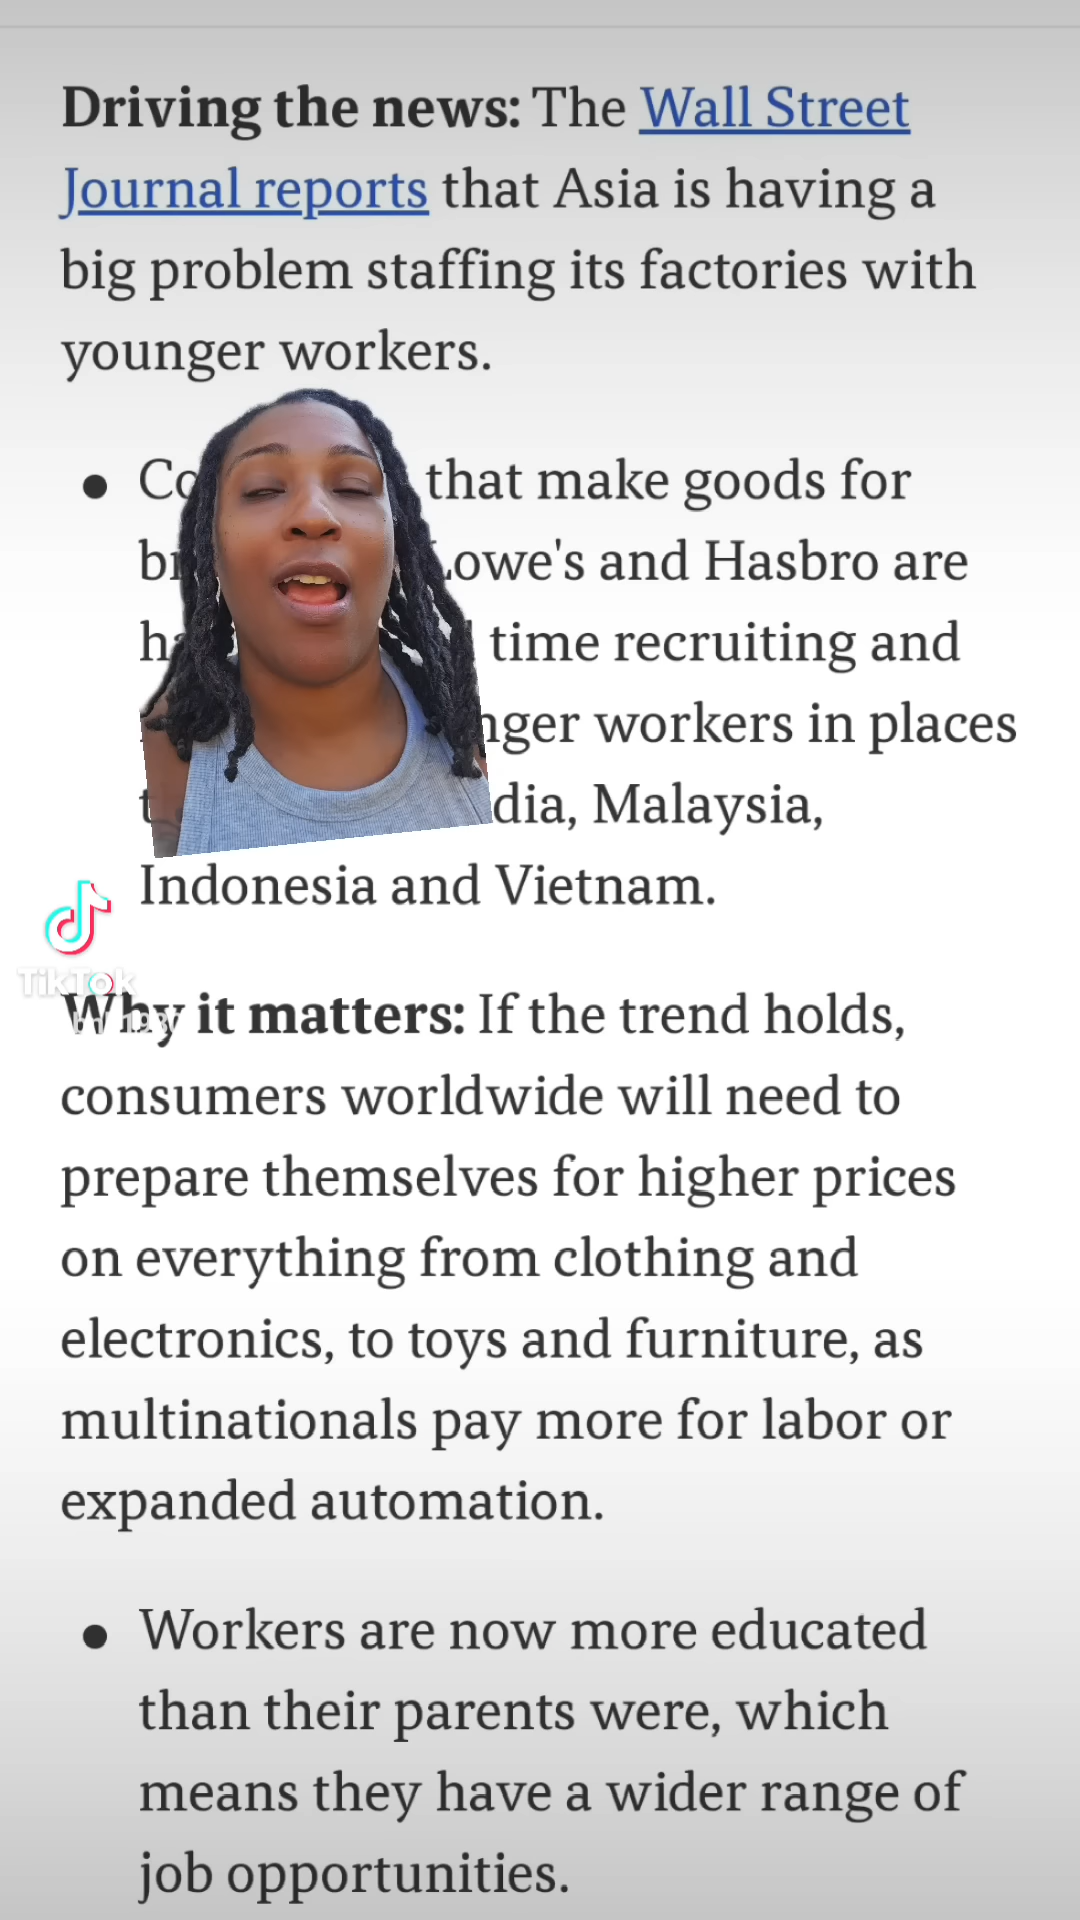 Driving the news: The Wall Street
Journal reports that Asia is having a
big problem staffing its factories with
younger workers.
that make goods for
Lowe's and Hasbro are
time recruiting and
workers in places
Malaysia,
Indonesia and Vietnam.
TikTok
Why it matters: If the trend holds,
consumers worldwide will need to
prepare themselves for higher prices
on everything from clothing and
electronics, to toys and furniture, as
multinationals pay more for labor or
expanded automation.
Workers are now more educated
than their parents were, which
means they have a wider range of
job opportunities.